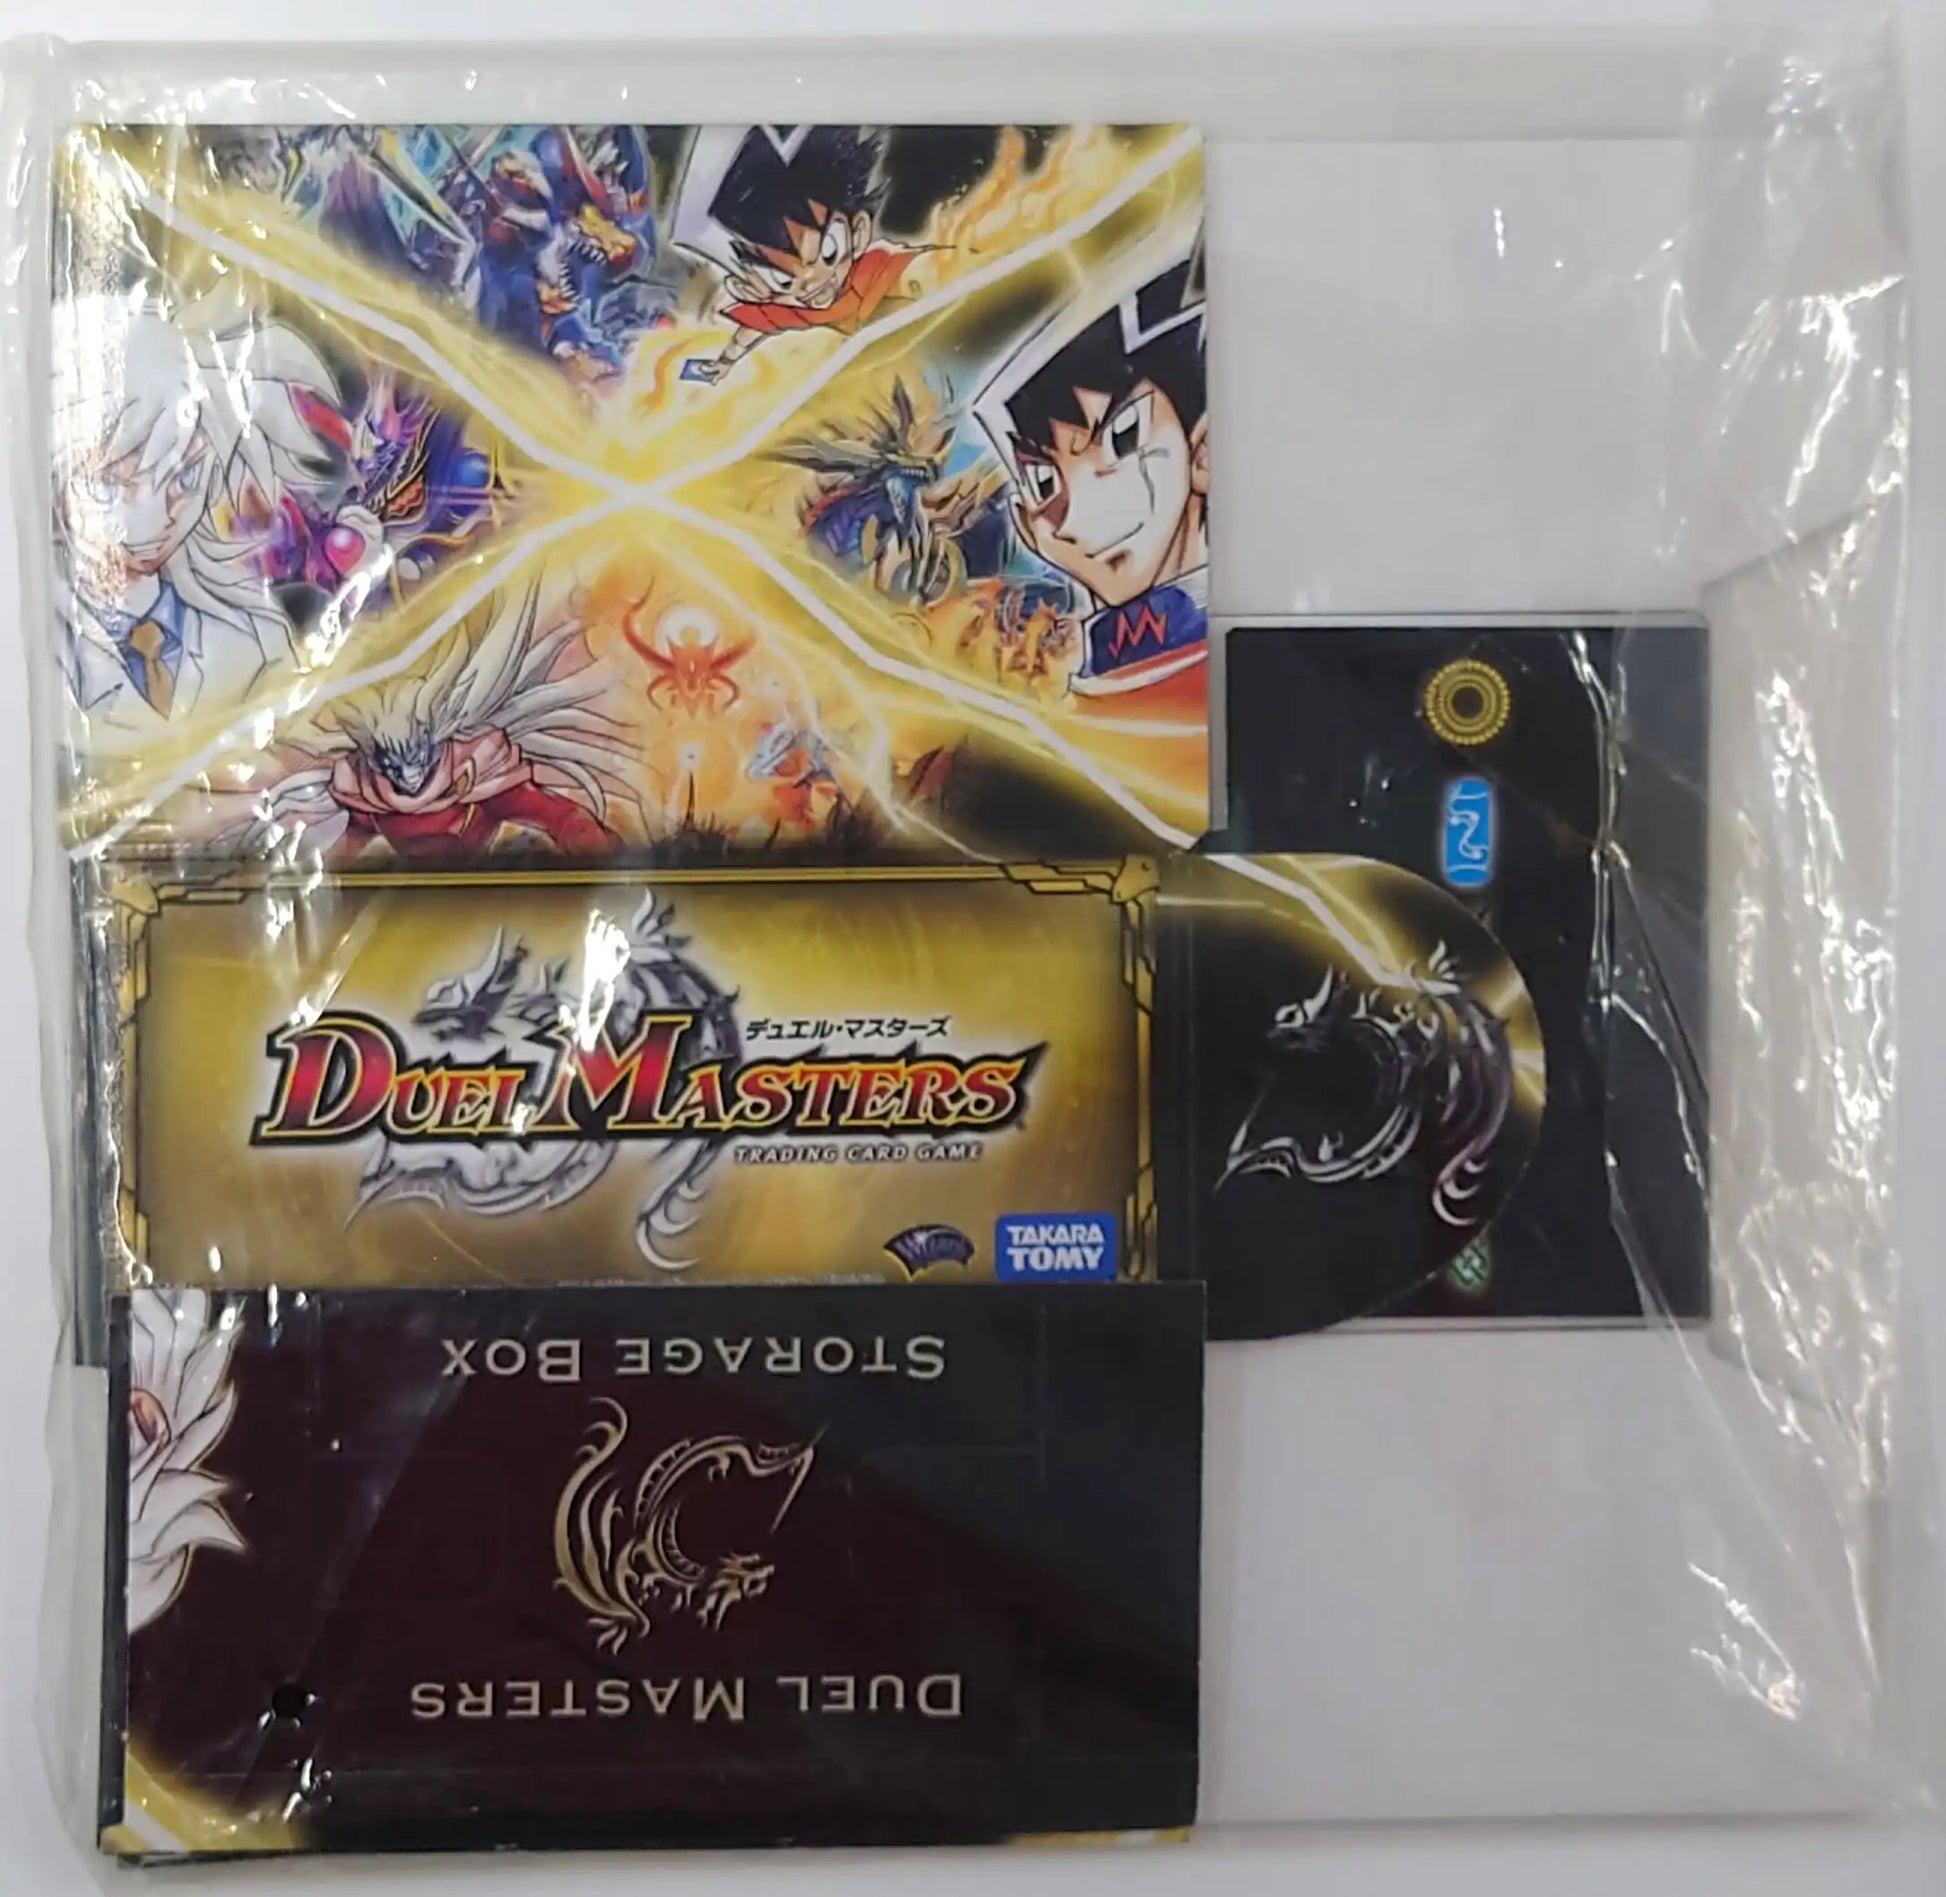 デュエル・マスターズ
DUEL MASTERS
TRADING CARD GAME
Wizards
TAKARA
TOMY
STORAGE BOX
DUEL MASTERS